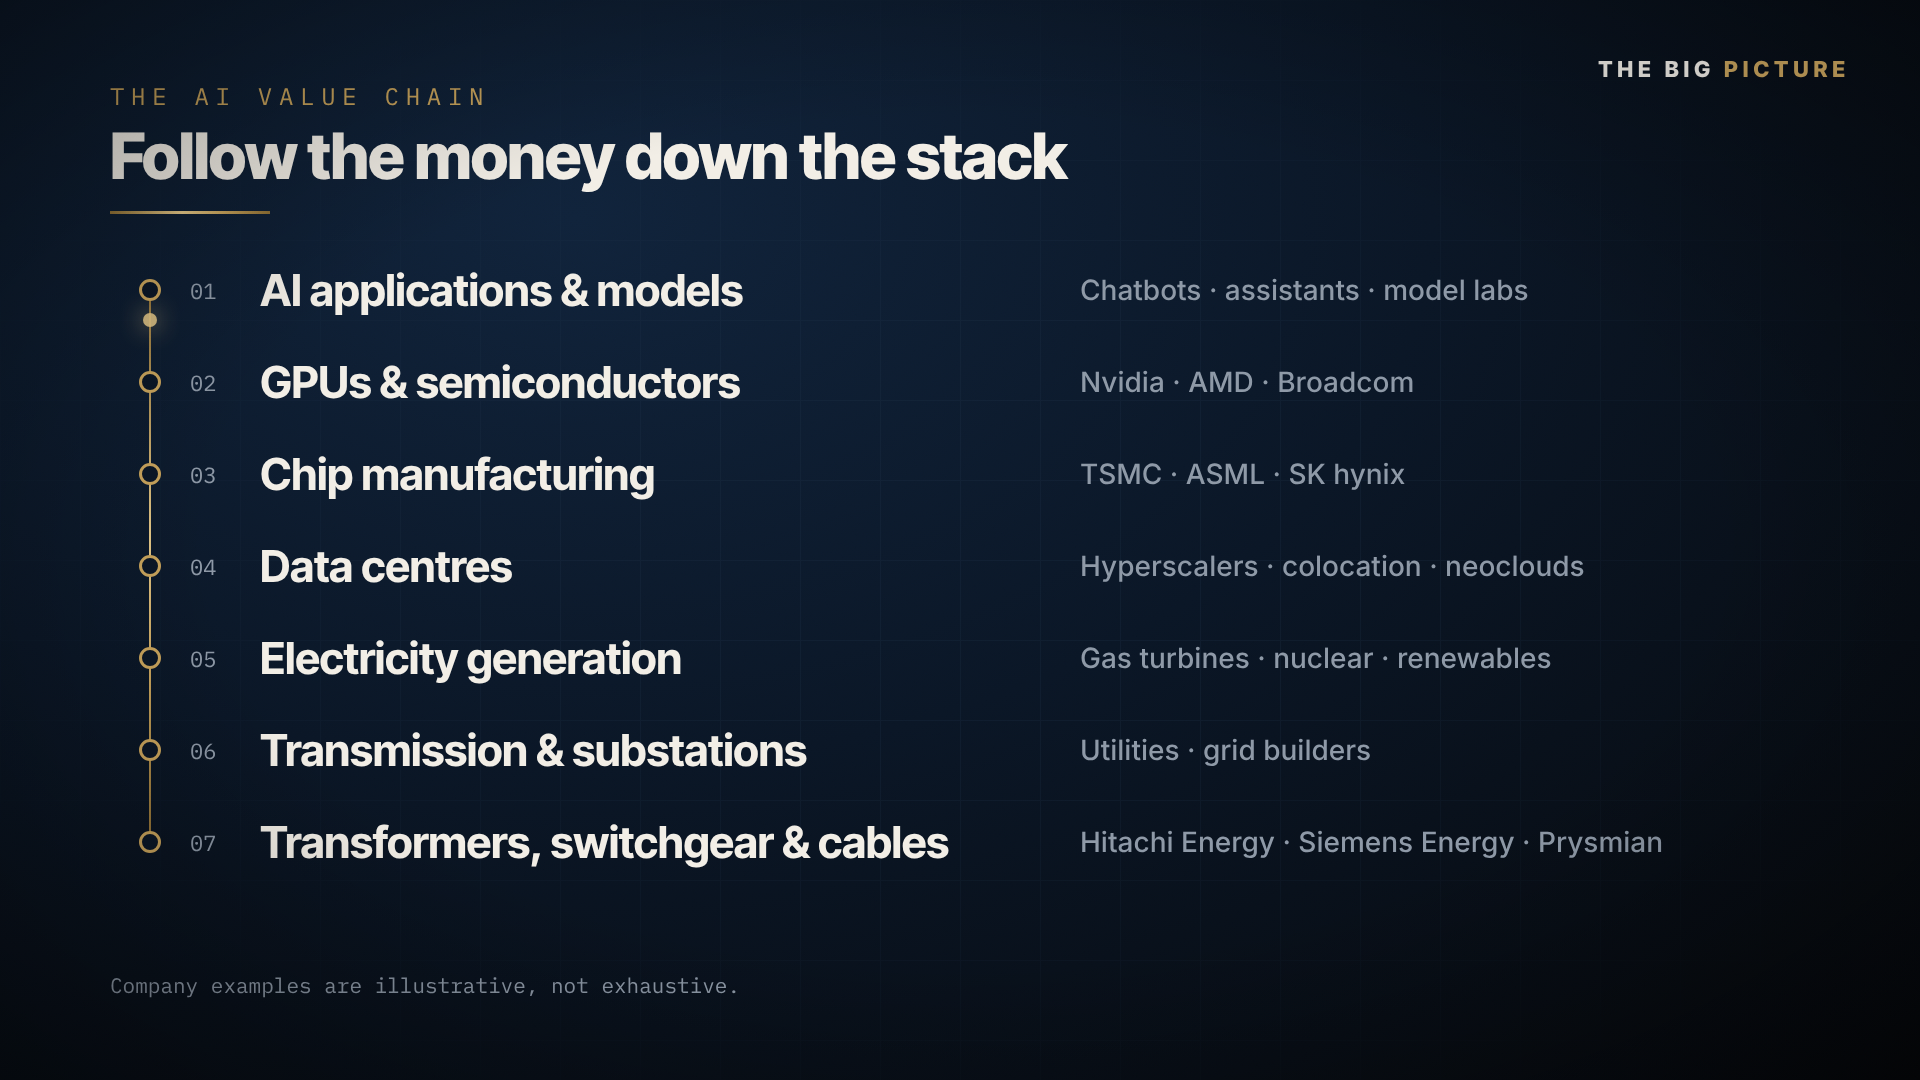 THE BIG PICTURE
THE AI VALUE CHAIN
Follow the money down the stack
01 AI applications & models Chatbots · assistants · model labs
02 GPUs & semiconductors Nvidia · AMD · Broadcom
03 Chip manufacturing TSMC · ASML · SK hynix
04 Data centres Hyperscalers · colocation · neoclouds
05 Electricity generation Gas turbines · nuclear · renewables
06 Transmission & substations Utilities · grid builders
07 Transformers, switchgear & cables Hitachi Energy · Siemens Energy · Prysmian
Company examples are illustrative, not exhaustive.